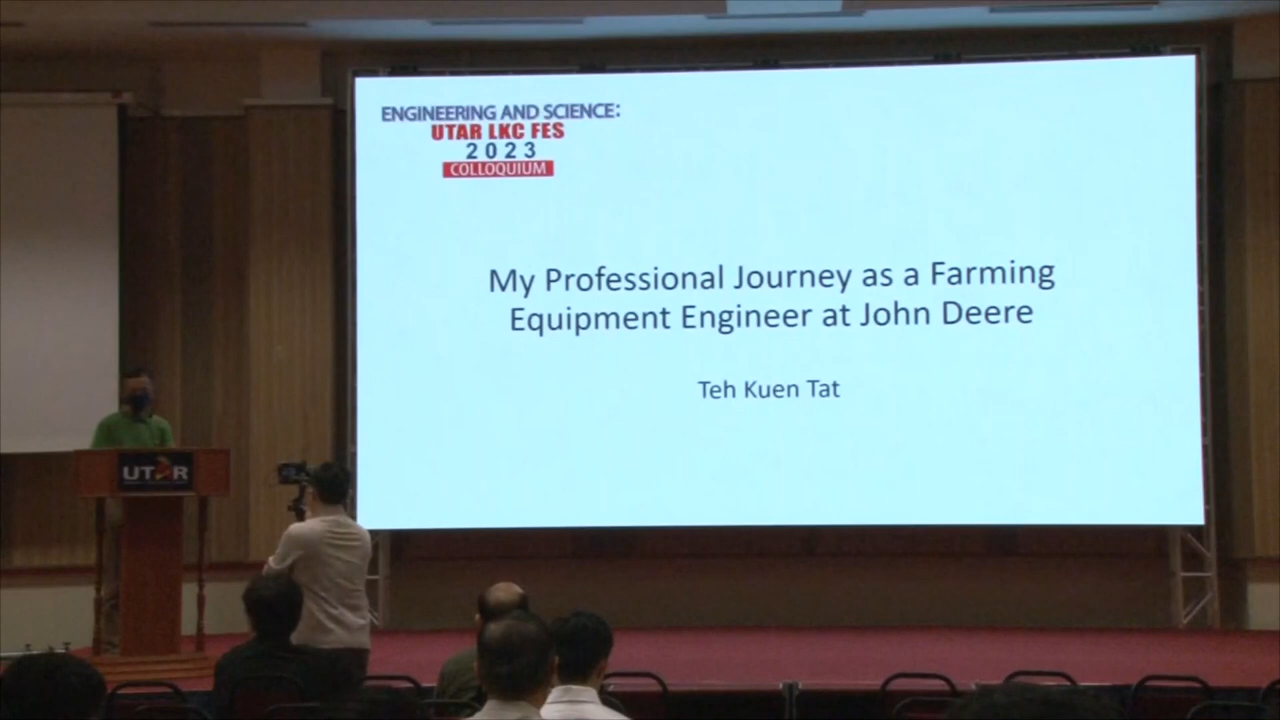 ENGINEERING AND SCIENCE:
UTAR LKC FES
2023
COLLOQUIUM
My Professional Journey as a Farming
Equipment Engineer at John Deere
Teh Kuen Tat
UTAR